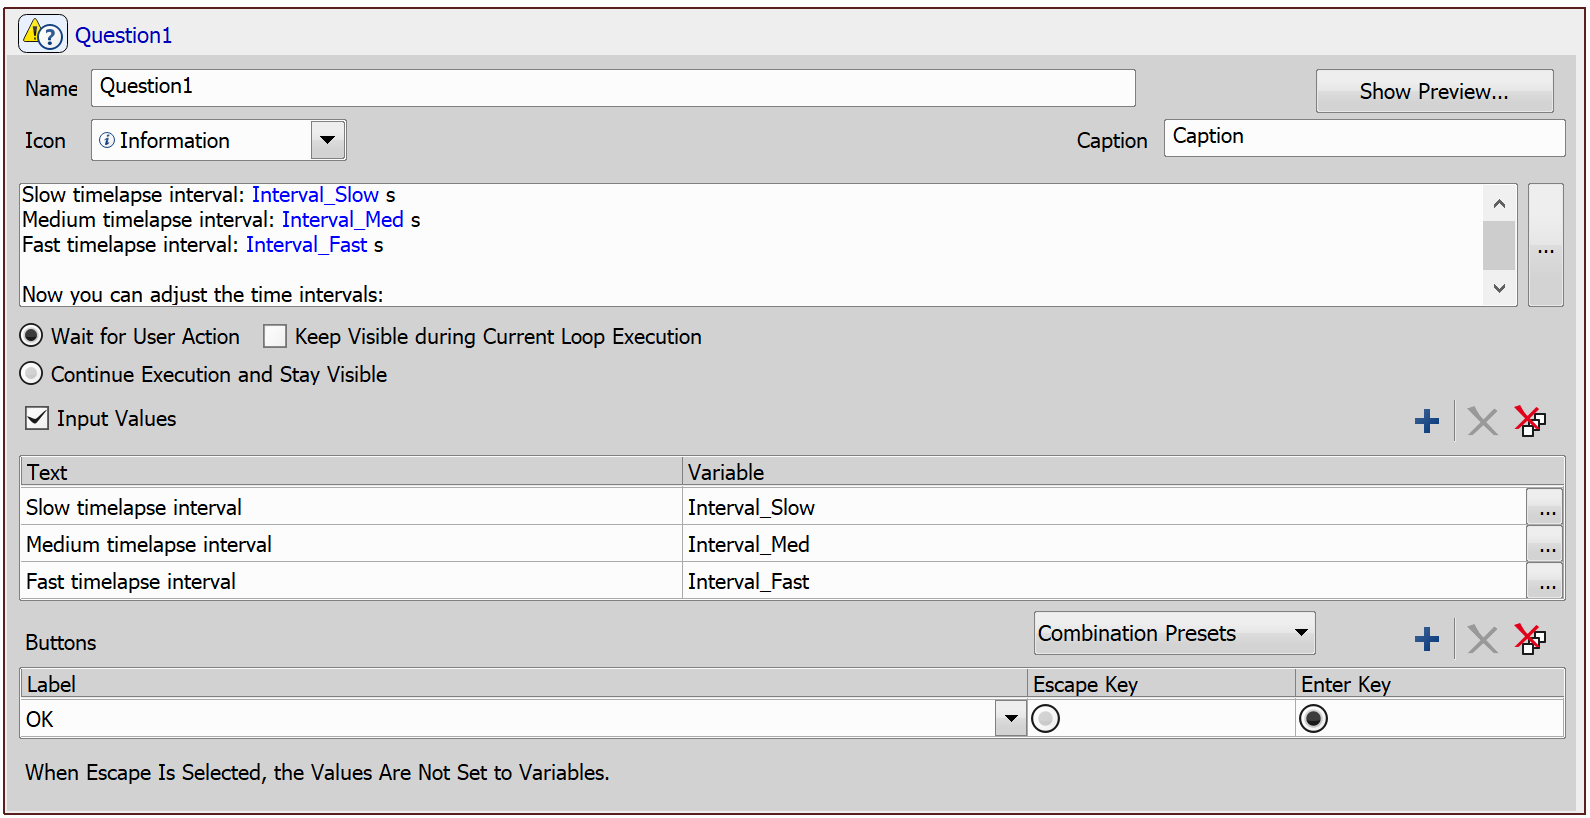 Question1
Name
Question1
Show Preview...
Icon
Information
Caption
Caption
Slow timelapse interval: Interval_Slow s
Medium timelapse interval: Interval_Med s
Fast timelapse interval: Interval_Fast s
Now you can adjust the time intervals:
...
Wait for User Action
Keep Visible during Current Loop Execution
Continue Execution and Stay Visible
Input Values
Text Variable
Slow timelapse interval Interval_Slow ...
Medium timelapse interval Interval_Med ...
Fast timelapse interval Interval_Fast ...
Buttons
Combination Presets
Label Escape Key Enter Key
OK
When Escape Is Selected, the Values Are Not Set to Variables.